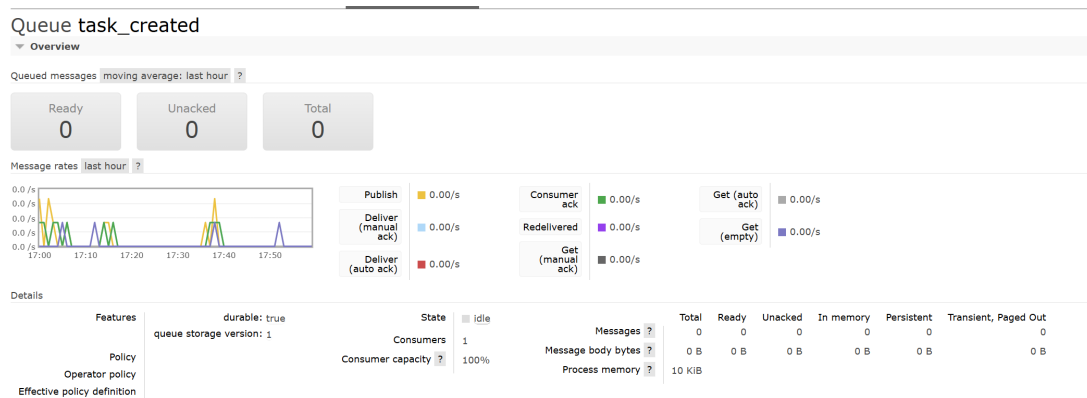 Queue task_created
Overview
Queued messages moving average: last hour ?
Ready
0
Unacked
0
Total
0
Message rates last hour ?
0.0 /s
0.0 /s
0.0 /s
0.0 /s
0.0 /s
17:00 17:10 17:20 17:30 17:40 17:50
Publish 0.00/s
Deliver (manual ack) 0.00/s
Deliver (auto ack) 0.00/s
Consumer ack 0.00/s
Redelivered 0.00/s
Get (manual ack) 0.00/s
Get (auto ack) 0.00/s
Get (empty) 0.00/s
Details
Features durable: true
queue storage version: 1
Policy
Operator policy
Effective policy definition
State idle
Consumers 1
Consumer capacity ? 100%
Total Ready Unacked In memory Persistent Transient, Paged Out
Messages ? 0 0 0 0 0 0
Message body bytes ? 0 B 0 B 0 B 0 B 0 B 0 B
Process memory ? 10 KiB